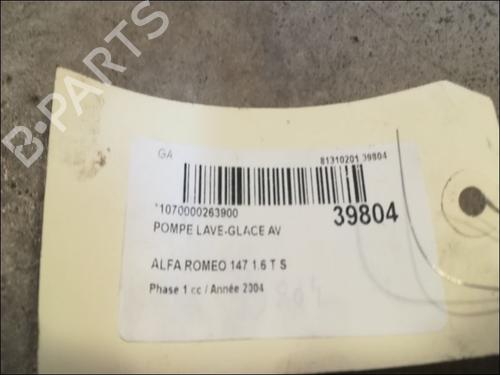 B-PARTS
GA
81310201 39804
*1070000263900
39804
POMPE LAVE-GLACE AV
ALFA ROMEO 147 1.6 T S
Phase 1 cc / Année 2004